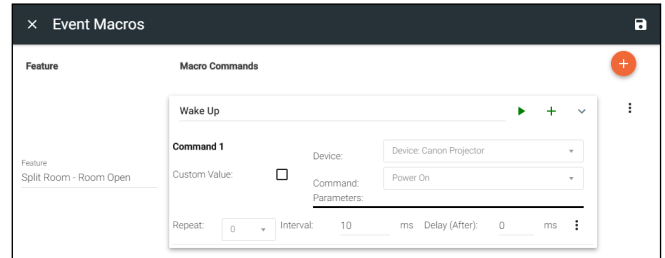 × Event Macros
Feature Macro Commands
+
Wake Up
Command 1
Device: Device: Canon Projector
Feature
Split Room - Room Open
Custom Value:
Command: Power On
Parameters:
Repeat: 0 Interval: 10 ms Delay (After): 0 ms